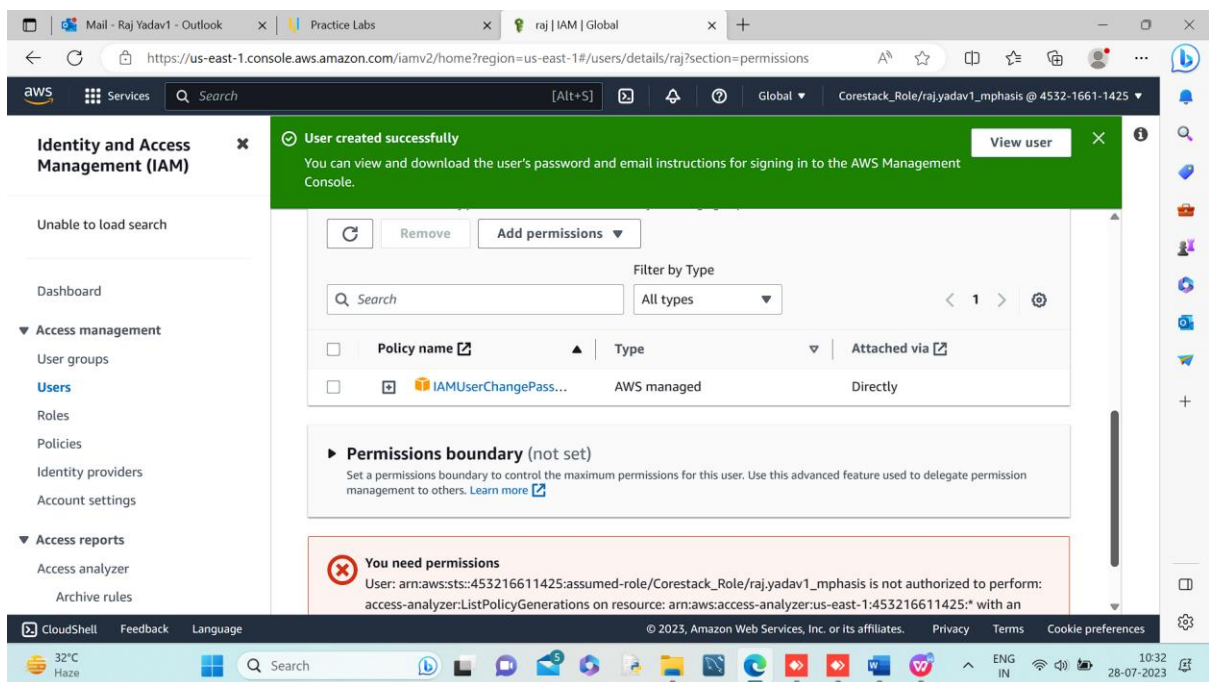 Mail - Raj Yadav1 - Outlook
Practice Labs
raj | IAM | Global
https://us-east-1.console.aws.amazon.com/iamv2/home?region=us-east-1#/users/details/raj?section=permissions
aws
Services
Search
[Alt+S]
Global
Corestack_Role/raj.yadav1_mphasis @ 4532-1661-1425
Identity and Access
Management (IAM)
Unable to load search
Dashboard
Access management
User groups
Users
Roles
Policies
Identity providers
Account settings
Access reports
Access analyzer
Archive rules
User created successfully
You can view and download the user's password and email instructions for signing in to the AWS Management
Console.
View user
Remove
Add permissions
Filter by Type
Search
All types
1
Policy name
Type
Attached via
IAMUserChangePass...
AWS managed
Directly
Permissions boundary (not set)
Set a permissions boundary to control the maximum permissions for this user. Use this advanced feature used to delegate permission
management to others. Learn more
You need permissions
User: arn:aws:sts::453216611425:assumed-role/Corestack_Role/raj.yadav1_mphasis is not authorized to perform:
access-analyzer:ListPolicyGenerations on resource: arn:aws:access-analyzer:us-east-1:453216611425:* with an
CloudShell
Feedback
Language
© 2023, Amazon Web Services, Inc. or its affiliates.
Privacy
Terms
Cookie preferences
32°C
Haze
Search
5
ENG
IN
10:32
28-07-2023